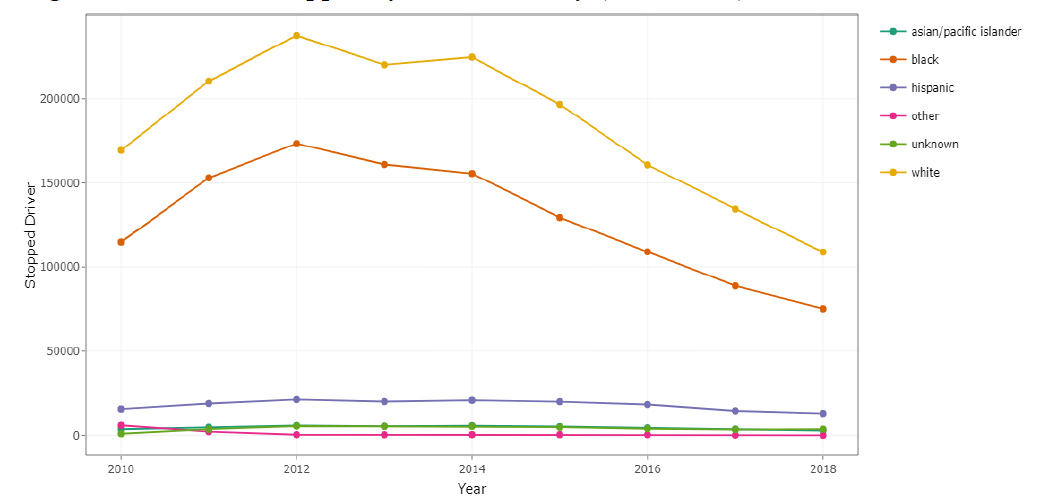 200000
150000
100000
50000
0
Stopped Driver
2010
2012
2014
2016
2018
Year
asian/pacific islander
black
hispanic
other
unknown
white